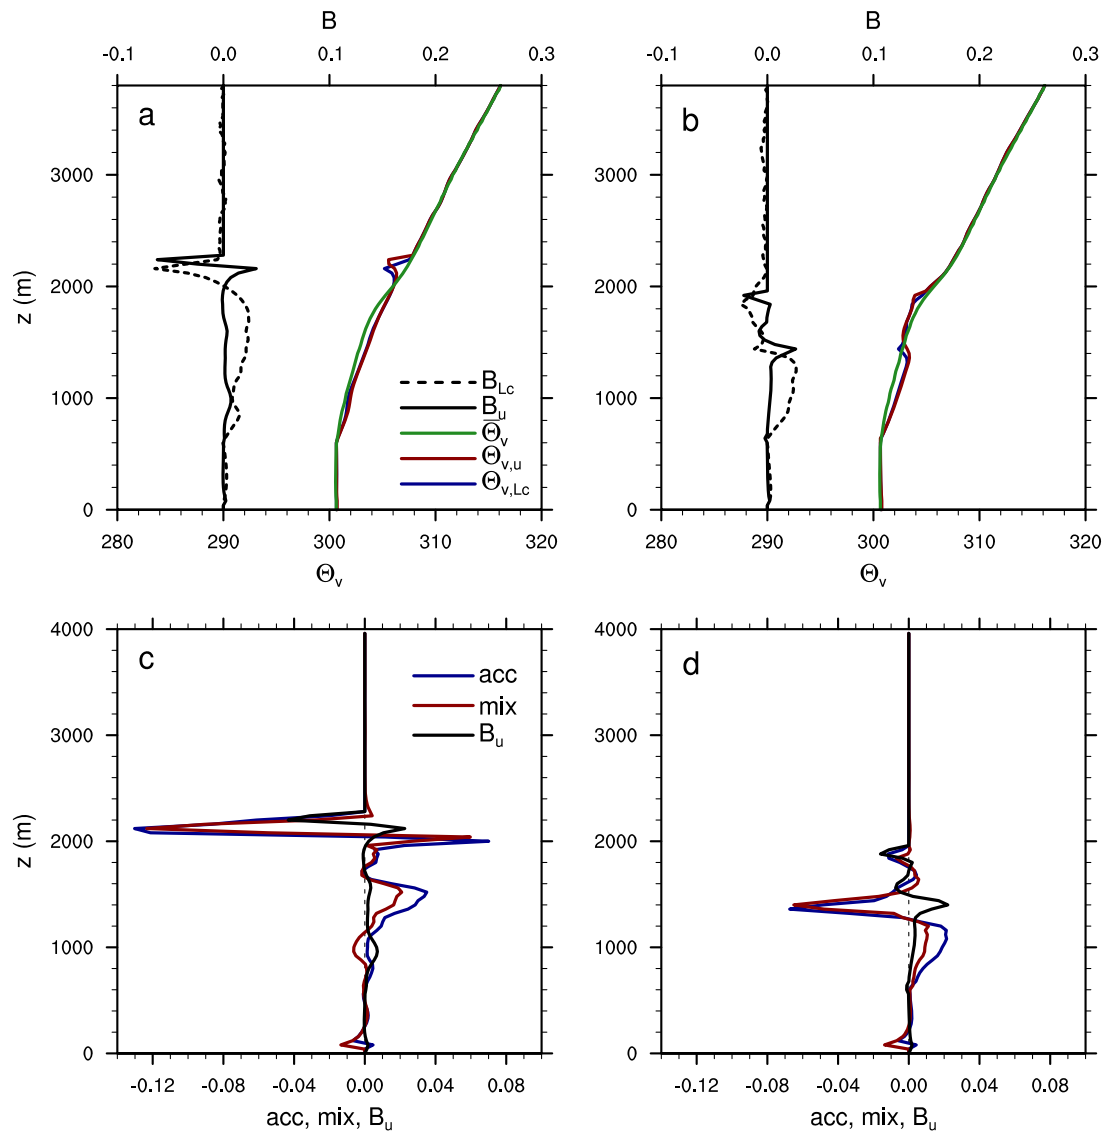 B
B
-0.1 0.0 0.1 0.2 0.3
-0.1 0.0 0.1 0.2 0.3
a
b
3000
3000
2000
2000
1000
1000
0
0
z (m)
z (m)
B_Lc
B_u
Θ̅_v
Θ_v,u
Θ_v,Lc
280 290 300 310 320
280 290 300 310 320
Θ_v
Θ_v
4000
4000
c
d
acc
mix
B_u
3000
3000
2000
2000
1000
1000
0
0
z (m)
z (m)
-0.12 -0.08 -0.04 0.00 0.04 0.08
-0.12 -0.08 -0.04 0.00 0.04 0.08
acc, mix, B_u
acc, mix, B_u